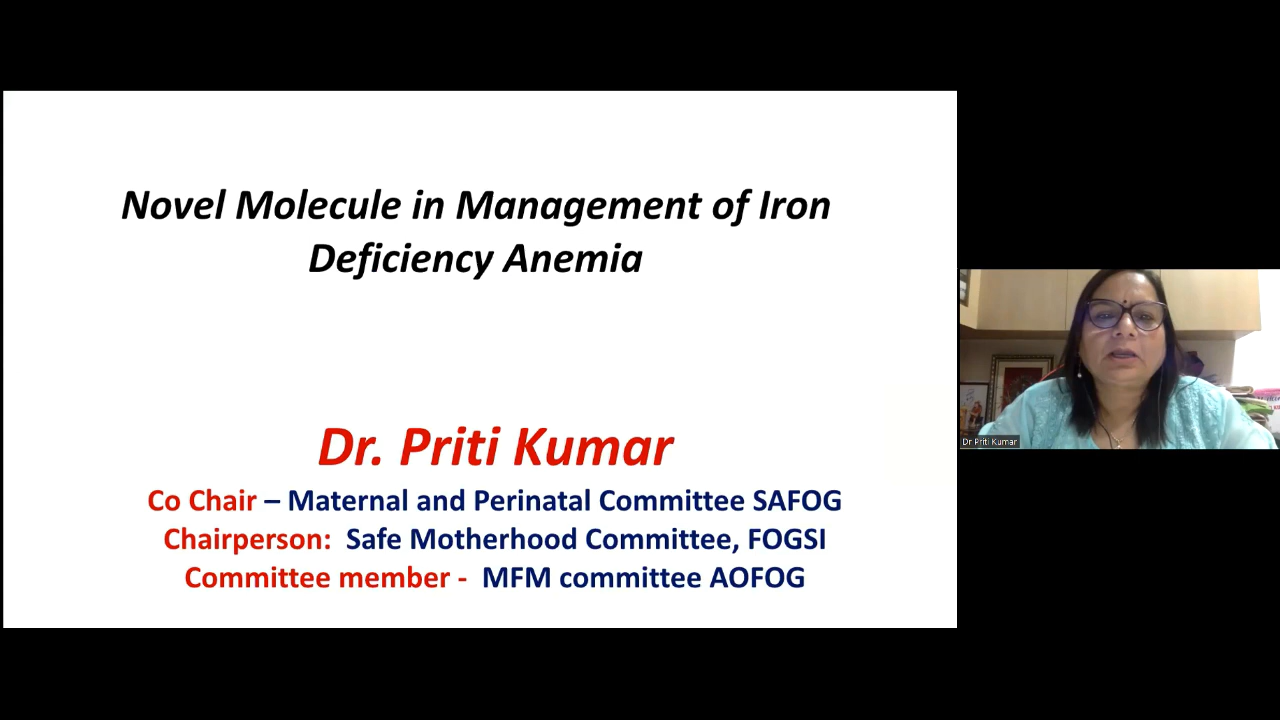 Novel Molecule in Management of Iron
Deficiency Anemia
Dr. Priti Kumar
Co Chair – Maternal and Perinatal Committee SAFOG
Chairperson: Safe Motherhood Committee, FOGSI
Committee member - MFM committee AOFOG
Dr Priti Kumar